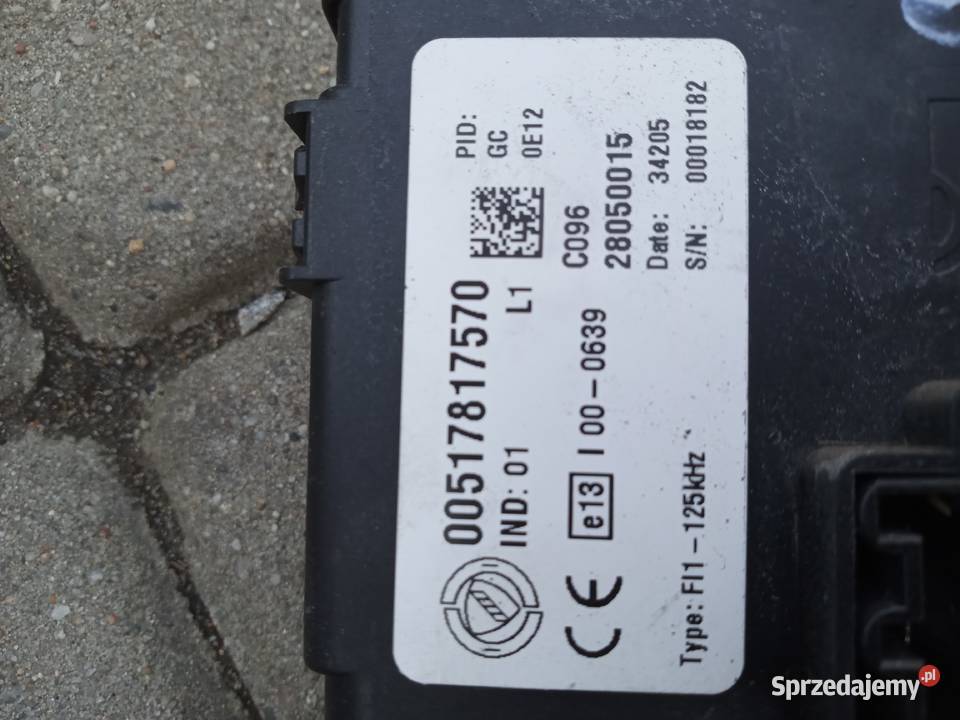 00517817570
IND: 01 L1
PID:
GC
0E12
CE e13 I 00-0639
C096
28050015
Date: 34205
S/N: 00018182
Type: FI1-125kHz
Sprzedajemy.pl